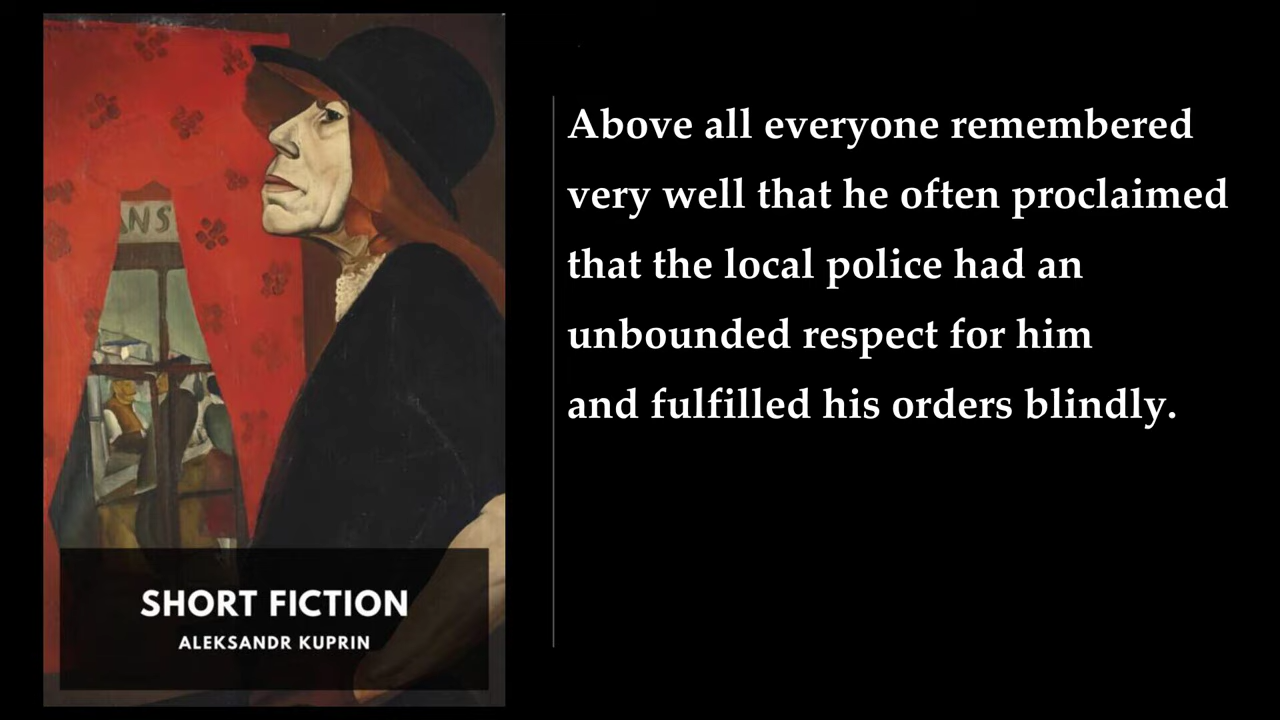 ANS
SHORT FICTION
ALEKSANDR KUPRIN
Above all everyone remembered
very well that he often proclaimed
that the local police had an
unbounded respect for him
and fulfilled his orders blindly.